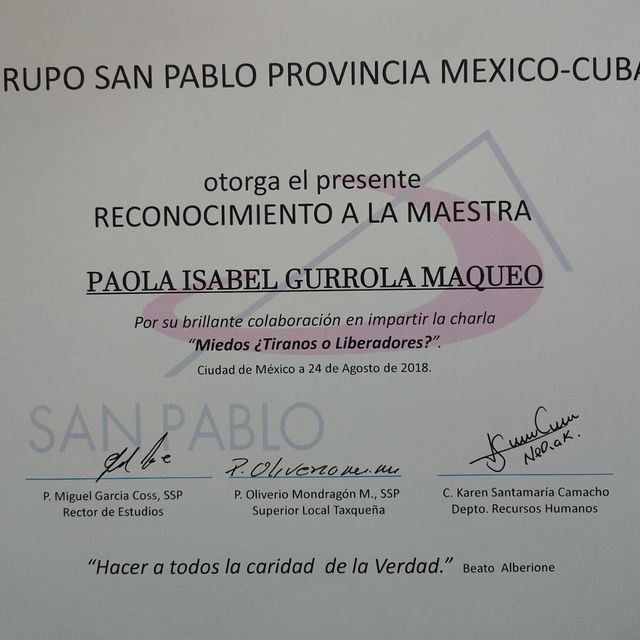 RUPO SAN PABLO PROVINCIA MEXICO-CUBA
otorga el presente
RECONOCIMIENTO A LA MAESTRA
PAOLA ISABEL GURROLA MAQUEO
Por su brillante colaboración en impartir la charla
“Miedos ¿Tiranos o Liberadores?”.
Ciudad de México a 24 de Agosto de 2018.
SAN PABLO
P. Oliverio
P. Miguel Garcia Coss, SSP P. Oliverio Mondragón M., SSP C. Karen Santamaría Camacho
Rector de Estudios Superior Local Taxqueña Depto. Recursos Humanos
“Hacer a todos la caridad de la Verdad.” Beato Alberione